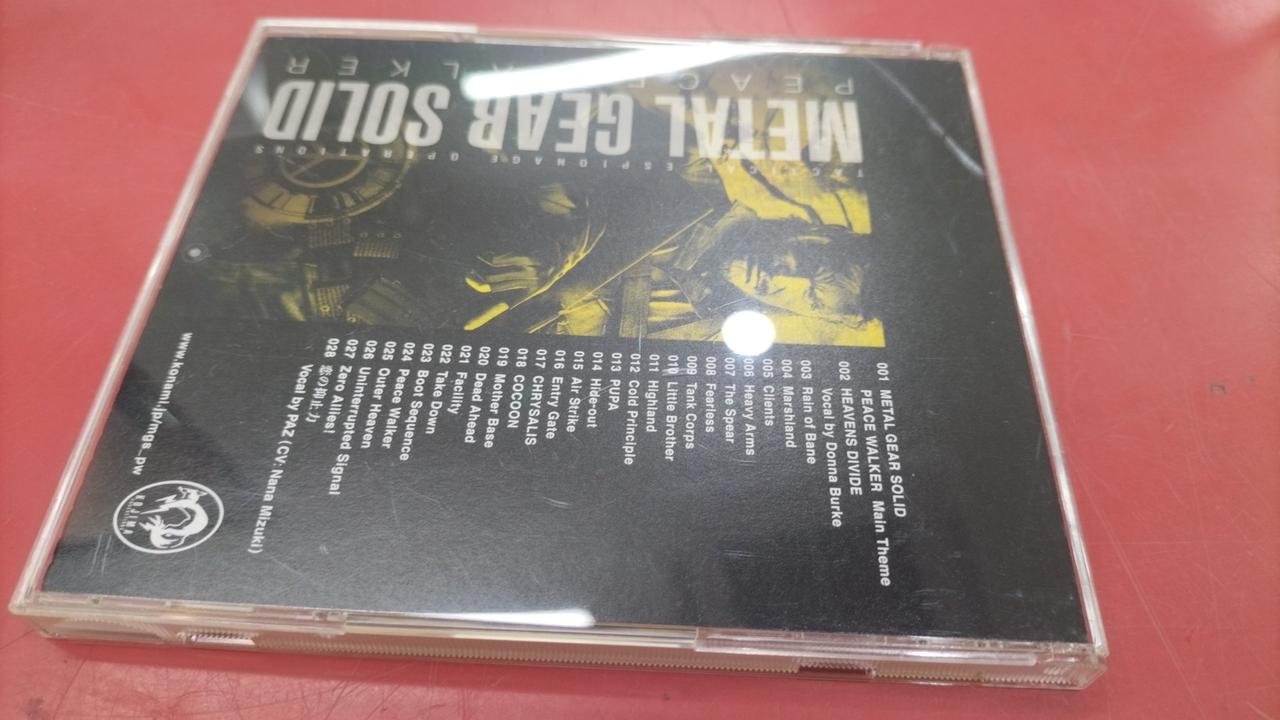 TACTICAL ESPIONAGE OPERATIONS
METAL GEAR SOLID
PEACE WALKER
001 METAL GEAR SOLID
PEACE WALKER Main Theme
002 HEAVENS DIVIDE
Vocal by Donna Burke
003 Rain of Bane
004 Marshland
005 Clients
006 Heavy Arms
007 The Spear
008 Fearless
009 Tank Corps
010 Little Brother
011 Highland
012 Cold Principle
013 PUPA
014 Hide-out
015 Air Strike
016 Entry Gate
017 CHRYSALIS
018 COCOON
019 Mother Base
020 Dead Ahead
021 Facility
022 Take Down
023 Boot Sequence
024 Peace Walker
025 Outer Heaven
026 Uninterrupted Signal
027 Zero Allies!
028 恋の抑止力
Vocal by PAZ (CV: Nana Mizuki)
www.konami.jp/mgs_pw
KOJIMA